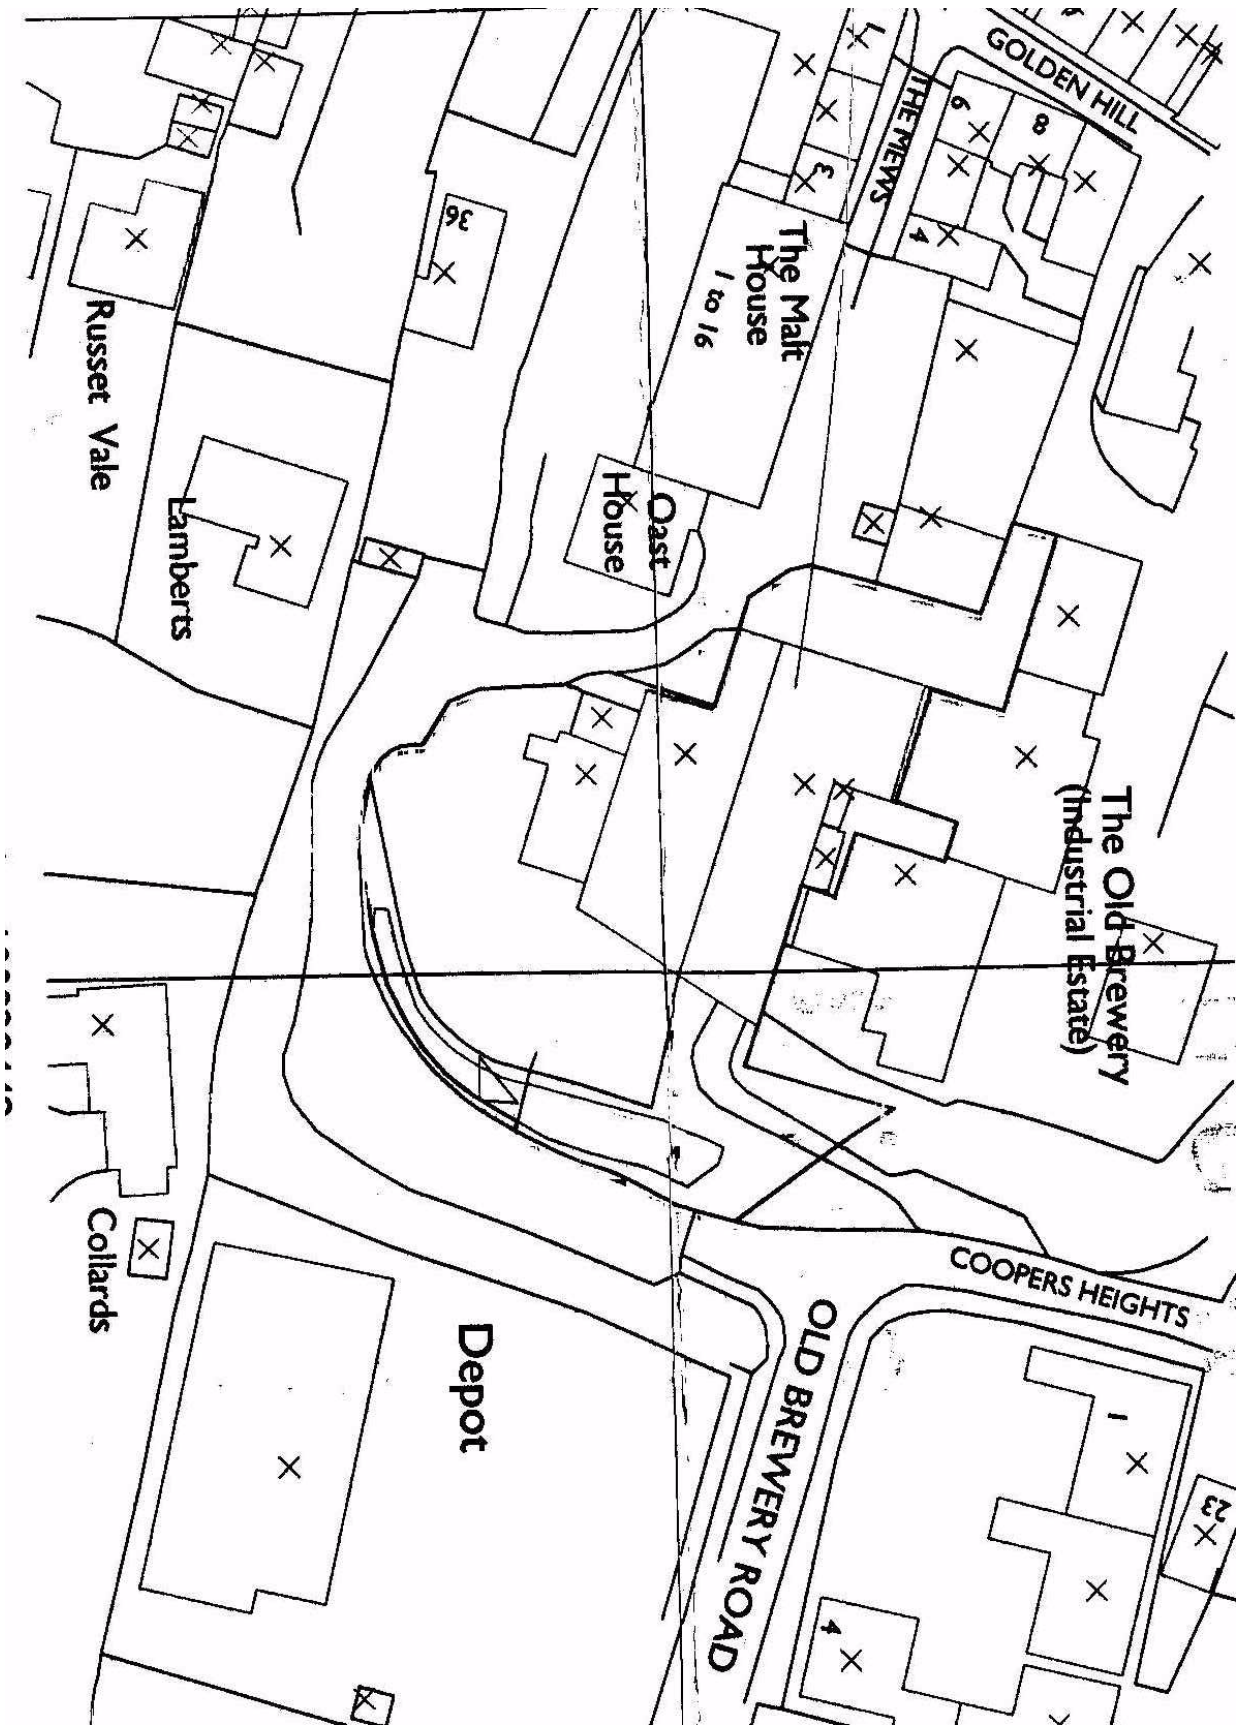 GOLDEN HILL
THE MEWS
7
3
6
8
4
36
The Malt
House
1 to 16
Oast
House
Russet Vale
Lamberts
The Old Brewery
(Industrial Estate)
Collards
Depot
COOPERS HEIGHTS
OLD BREWERY ROAD
1
23
4